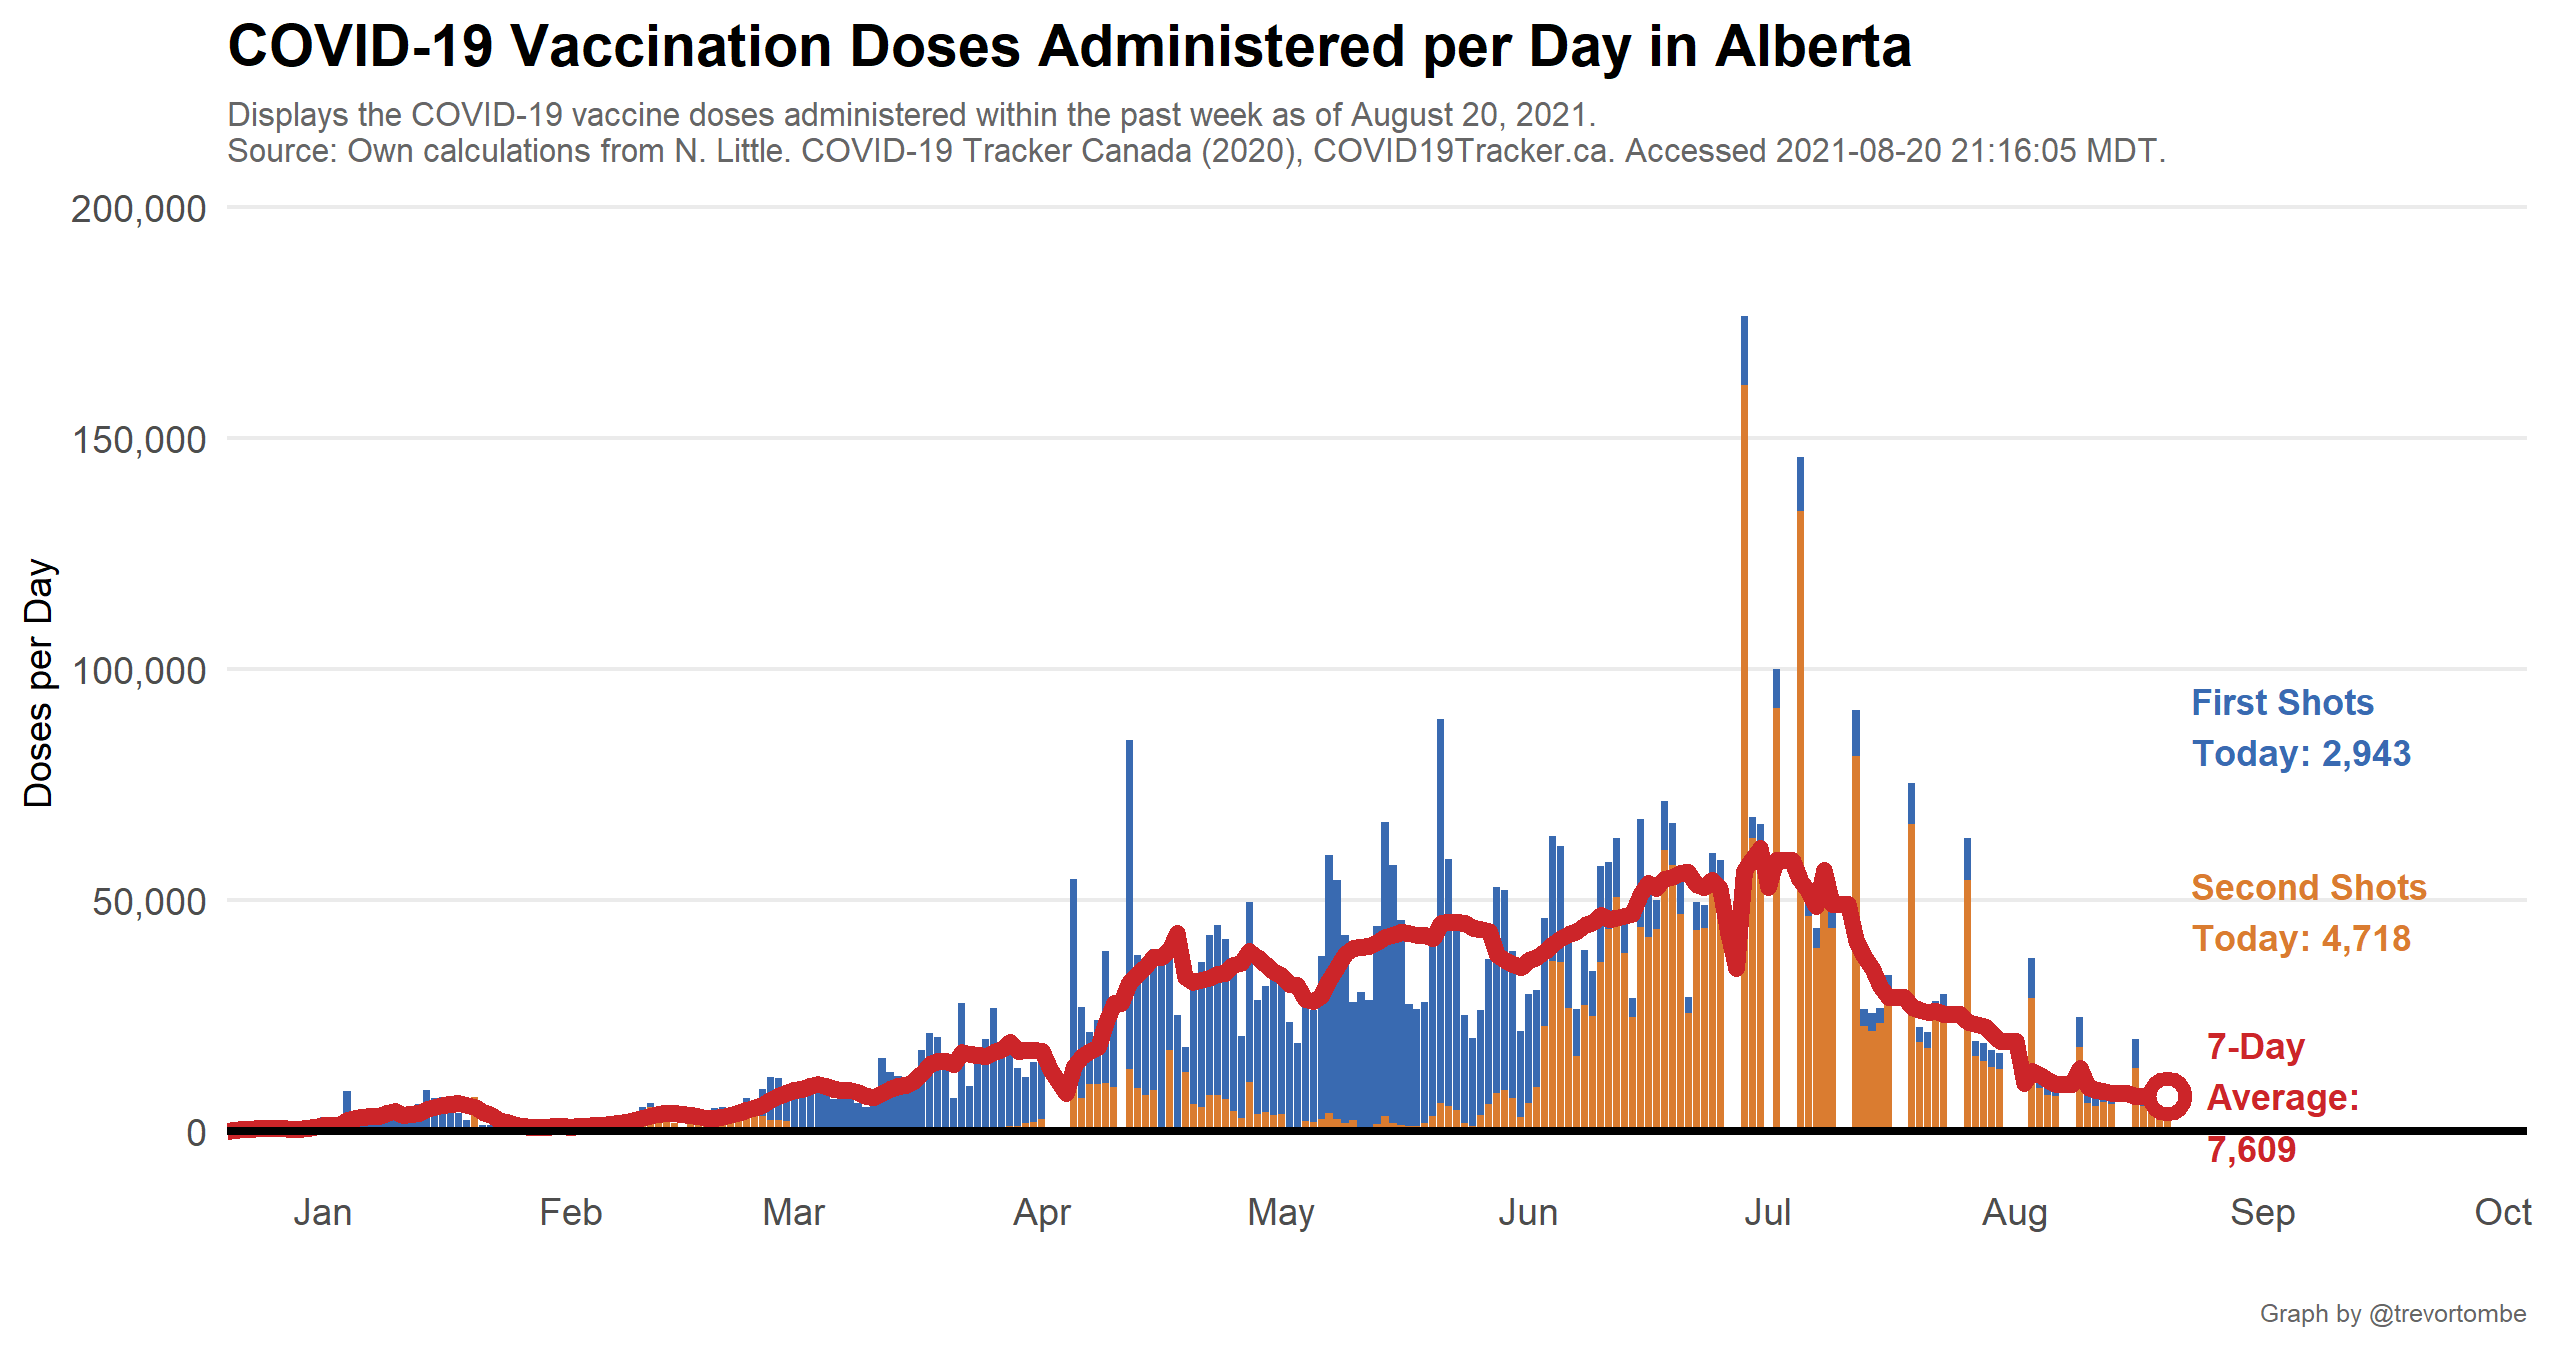 COVID-19 Vaccination Doses Administered per Day in Alberta
Displays the COVID-19 vaccine doses administered within the past week as of August 20, 2021.
Source: Own calculations from N. Little. COVID-19 Tracker Canada (2020), COVID19Tracker.ca. Accessed 2021-08-20 21:16:05 MDT.
200,000
150,000
100,000
50,000
0
Doses per Day
First Shots
Today: 2,943
Second Shots
Today: 4,718
7-Day
Average:
7,609
Jan Feb Mar Apr May Jun Jul Aug Sep Oct
Graph by @trevortombe